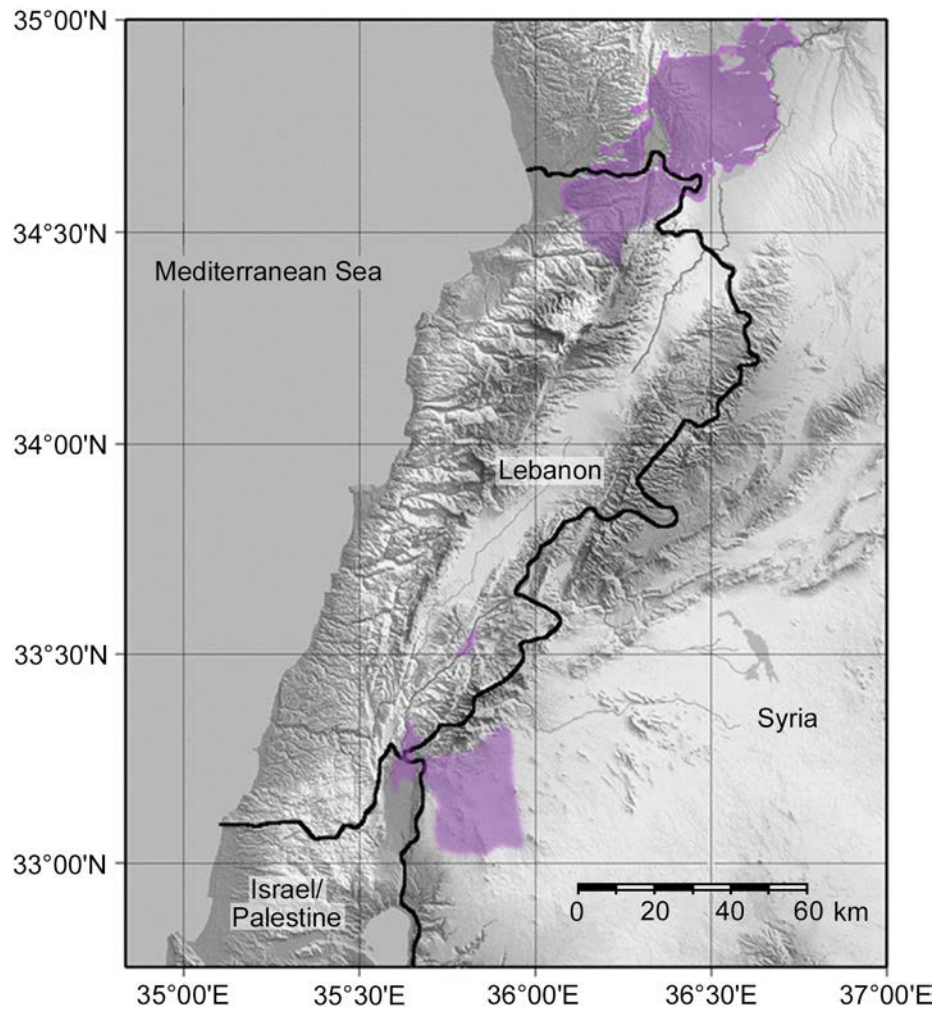 35°00'N
34°30'N
Mediterranean Sea
34°00'N
Lebanon
33°30'N
Syria
33°00'N
Israel/
Palestine
0 20 40 60 km
35°00'E 35°30'E 36°00'E 36°30'E 37°00'E